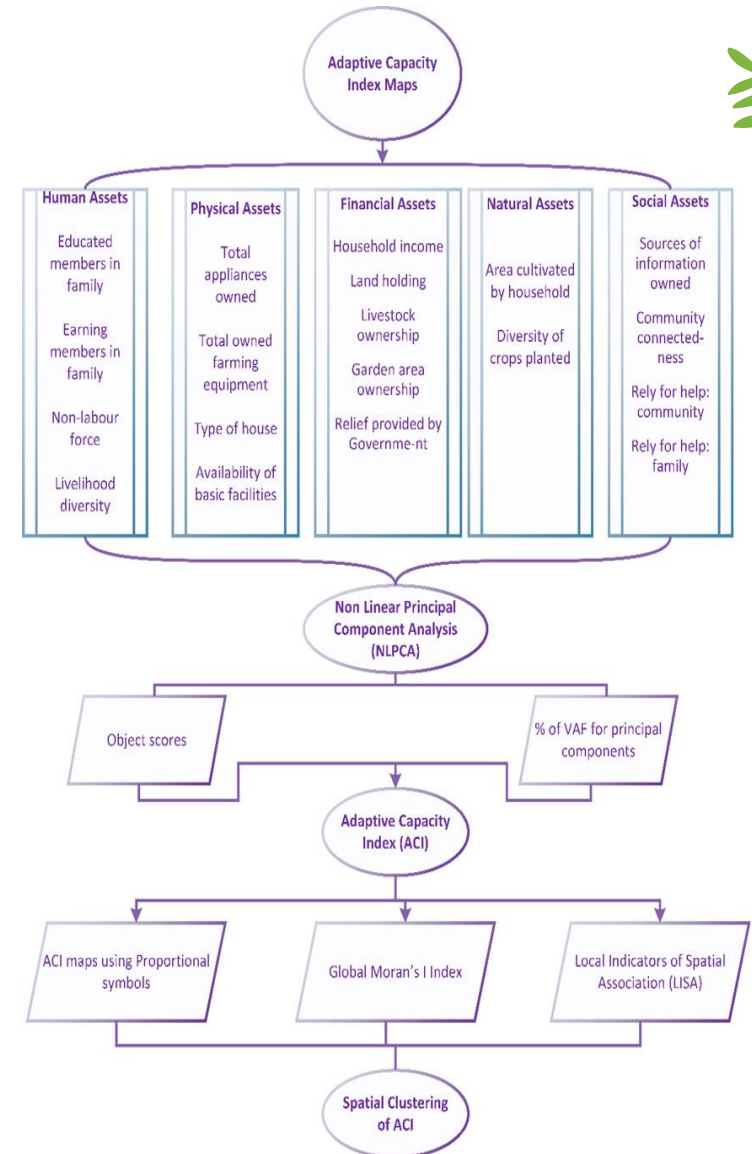 Adaptive Capacity
Index Maps
Human Assets
Educated
members in
family
Earning
members in
family
Non-labour
force
Livelihood
diversity
Physical Assets
Total
appliances
owned
Total owned
farming
equipment
Type of house
Availability of
basic facilities
Financial Assets
Household income
Land holding
Livestock
ownership
Garden area
ownership
Relief provided by
Governme-nt
Natural Assets
Area cultivated
by household
Diversity of
crops planted
Social Assets
Sources of
information
owned
Community
connected-
ness
Rely for help:
community
Rely for help:
family
Non Linear Principal
Component Analysis
(NLPCA)
Object scores
% of VAF for principal
components
Adaptive Capacity
Index (ACI)
ACI maps using Proportional
symbols
Global Moran's I Index
Local Indicators of Spatial
Association (LISA)
Spatial Clustering
of ACI